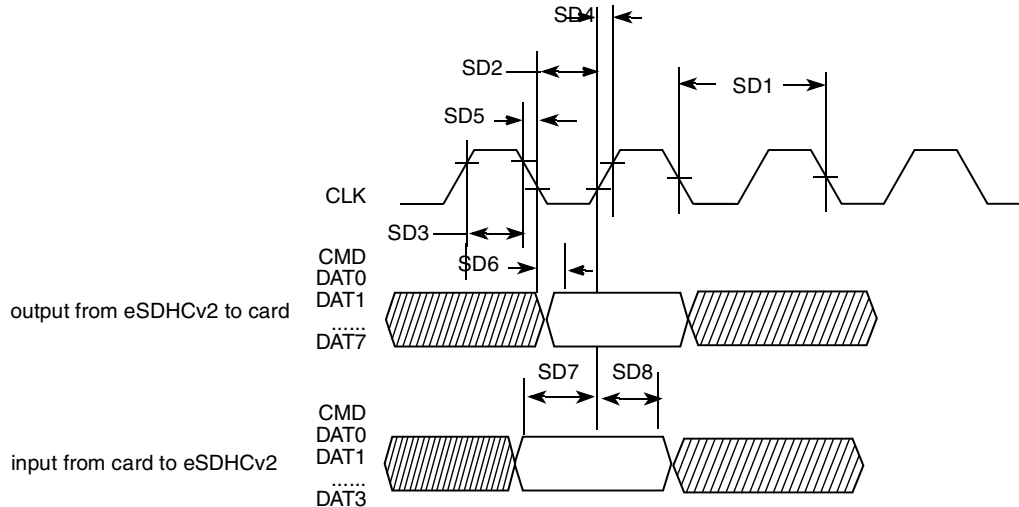 SD4
SD2
SD1
SD5
CLK
SD3
CMD
SD6
DAT0
output from eSDHCv2 to card
DAT1
......
DAT7
SD7
SD8
CMD
DAT0
input from card to eSDHCv2
DAT1
......
DAT3